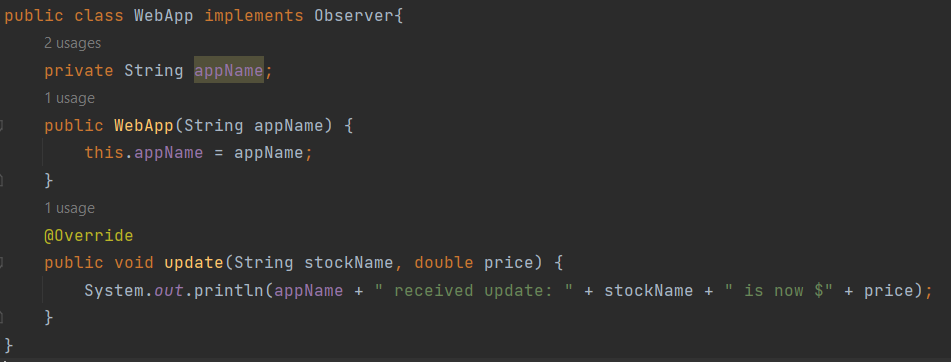 public class WebApp implements Observer{
2 usages
private String appName;
1 usage
public WebApp(String appName) {
this.appName = appName;
}
1 usage
@Override
public void update(String stockName, double price) {
System.out.println(appName + " received update: " + stockName + " is now $" + price);
}
}